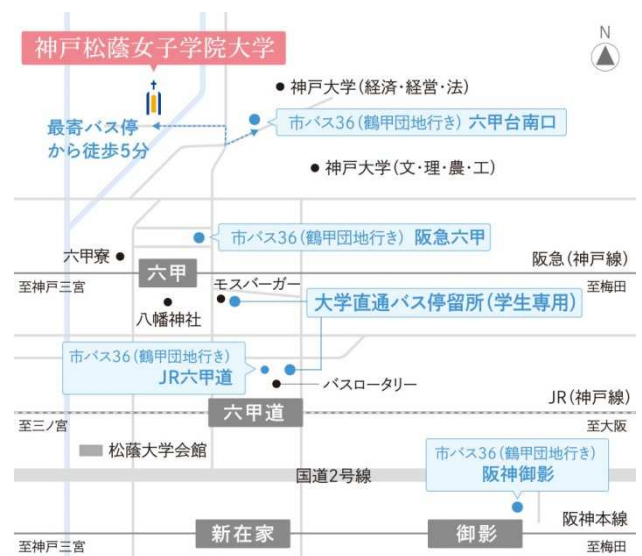 神戸松蔭女子学院大学
N
神戸大学(経済・経営・法)
最寄バス停
から徒歩5分
市バス36(鶴甲団地行き) 六甲台南口
神戸大学(文・理・農・工)
市バス36(鶴甲団地行き) 阪急六甲
六甲寮
阪急(神戸線)
六甲
至神戸三宮
モスバーガー
至梅田
八幡神社
大学直通バス停留所(学生専用)
市バス36(鶴甲団地行き)
JR六甲道
バスロータリー
JR(神戸線)
六甲道
至三ノ宮
至大阪
松蔭大学会館
市バス36(鶴甲団地行き)
阪神御影
国道2号線
阪神本線
新在家
御影
至神戸三宮
至梅田